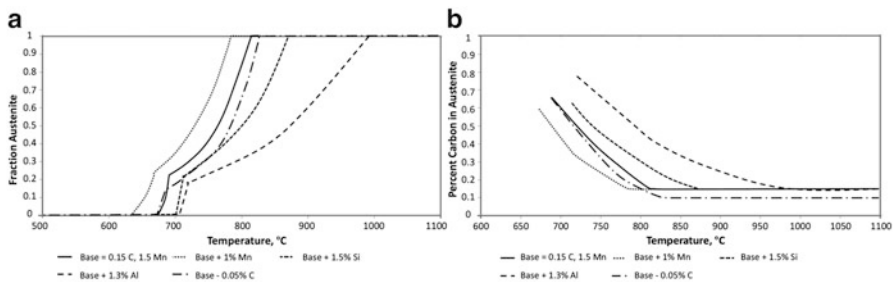 a
Fraction Austenite
1
0.9
0.8
0.7
0.6
0.5
0.4
0.3
0.2
0.1
0
500 600 700 800 900 1000 1100
Temperature, °C
Base = 0.15 C, 1.5 Mn Base + 1% Mn Base + 1.5% Si
Base + 1.3% Al Base - 0.05% C
b
Percent Carbon in Austenite
1
0.9
0.8
0.7
0.6
0.5
0.4
0.3
0.2
0.1
0
600 650 700 750 800 850 900 950 1000 1050 1100
Temperature, °C
Base = 0.15 C, 1.5 Mn Base + 1% Mn Base + 1.5% Si
Base + 1.3% Al Base - 0.05% C